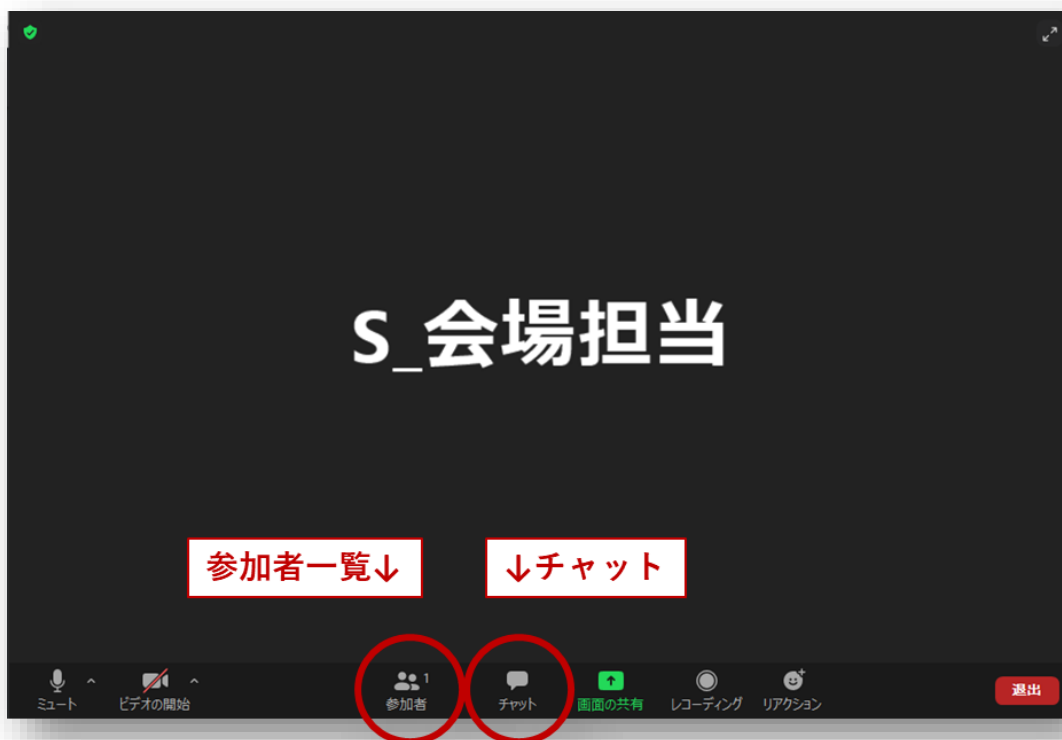 S_会場担当
参加者一覧↓
↓チャット
ミュート
ビデオの開始
1
参加者
チャット
画面の共有
レコーディング
リアクション
退出